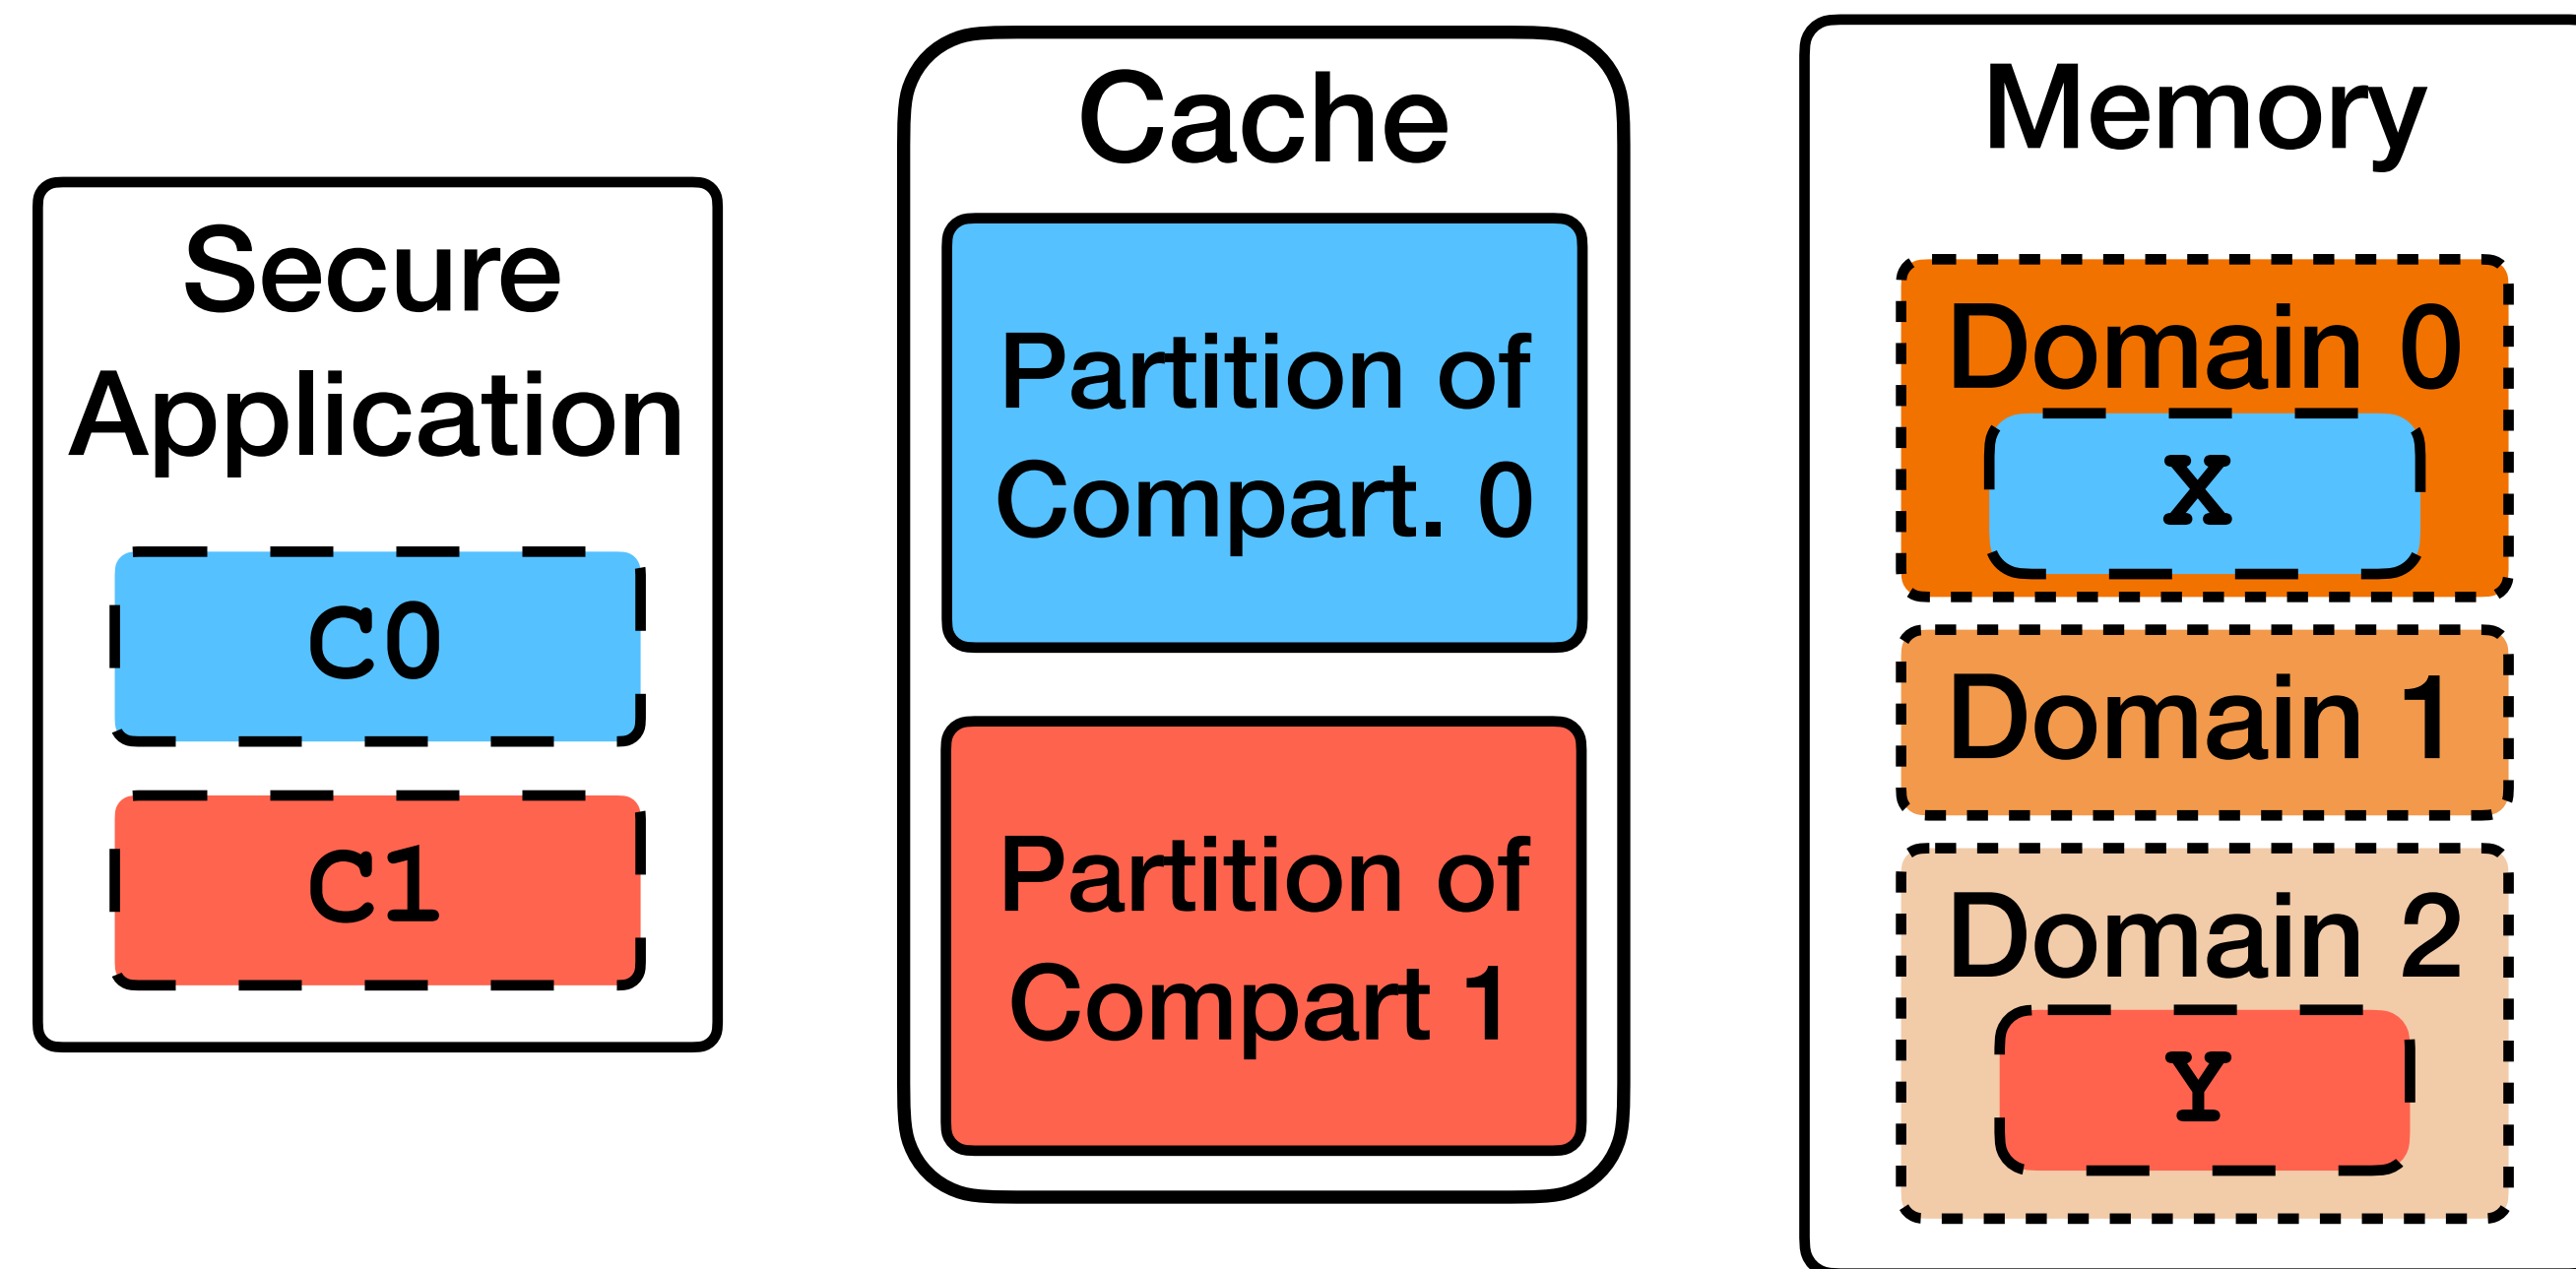 Secure
Application
C0
C1
Cache
Partition of
Compart. 0
Partition of
Compart 1
Memory
Domain 0
X
Domain 1
Domain 2
Y